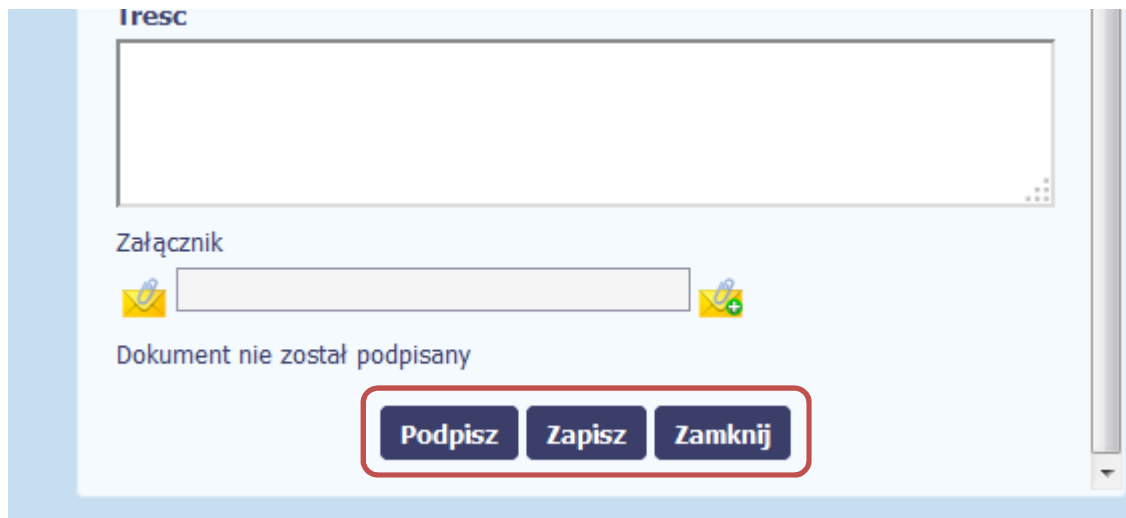 Treść
Załącznik
Dokument nie został podpisany
Podpisz Zapisz Zamknij